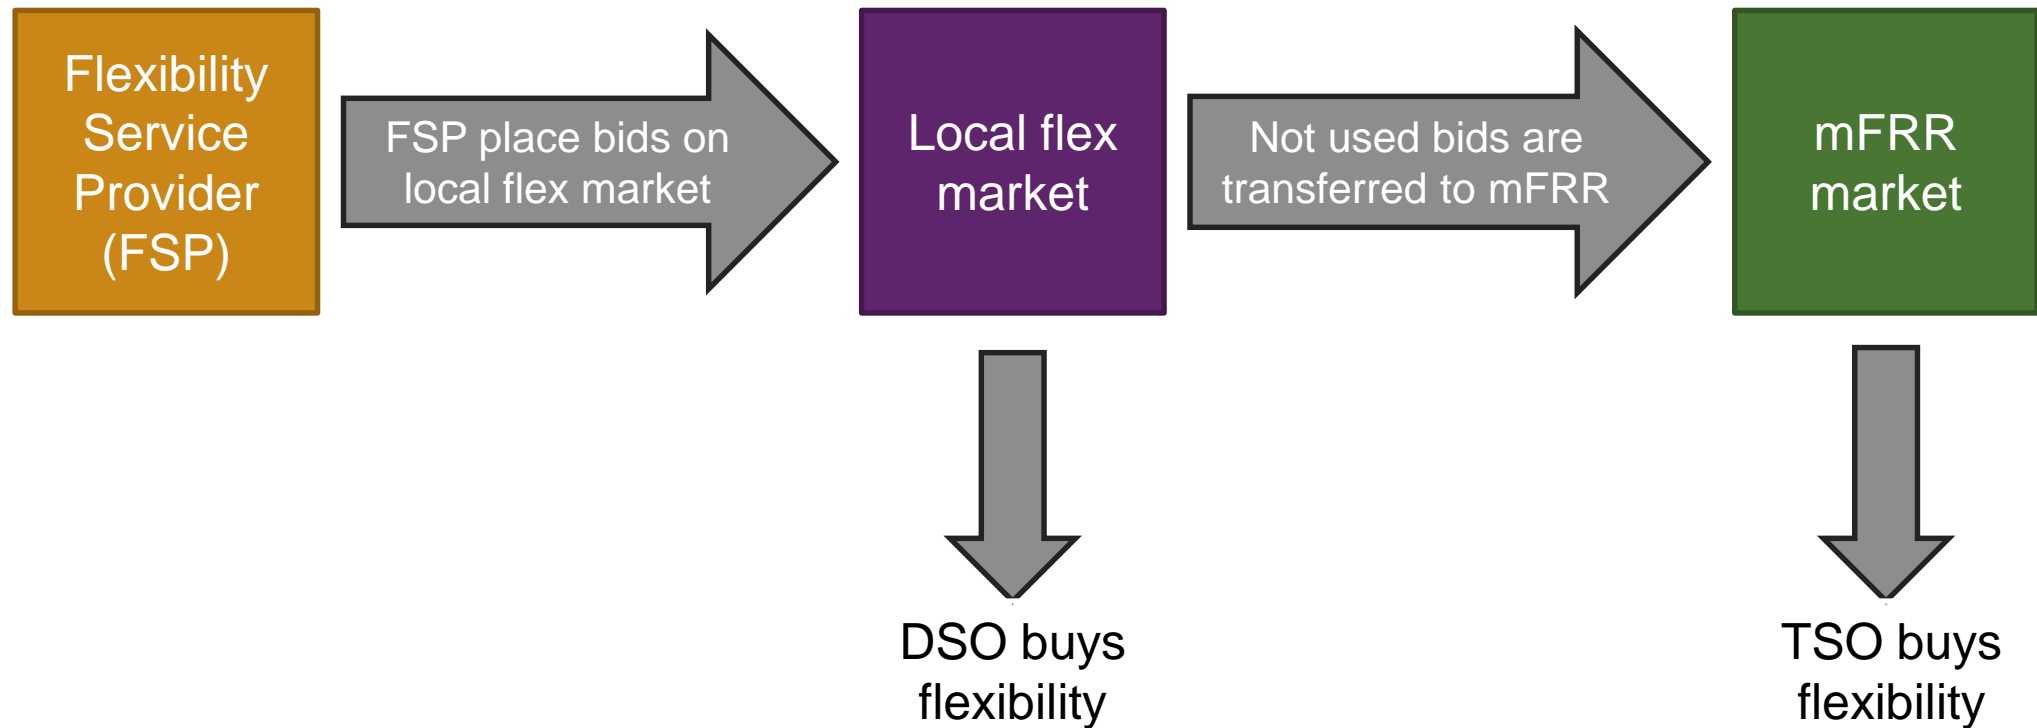 Flexibility
Service
Provider
(FSP)
FSP place bids on
local flex market
Local flex
market
Not used bids are
transferred to mFRR
mFRR
market
DSO buys
flexibility
TSO buys
flexibility